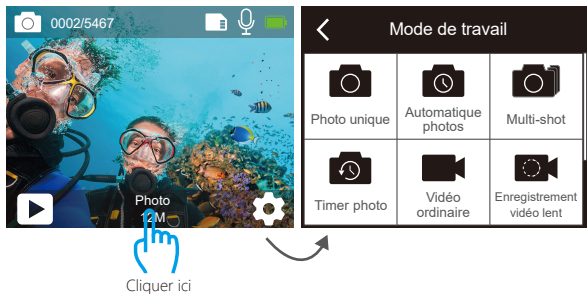 0002/5467
Photo
12M
Cliquer ici
Mode de travail
Photo unique
Automatique
photos
Multi-shot
Timer photo
Vidéo
ordinaire
Enregistrement
vidéo lent